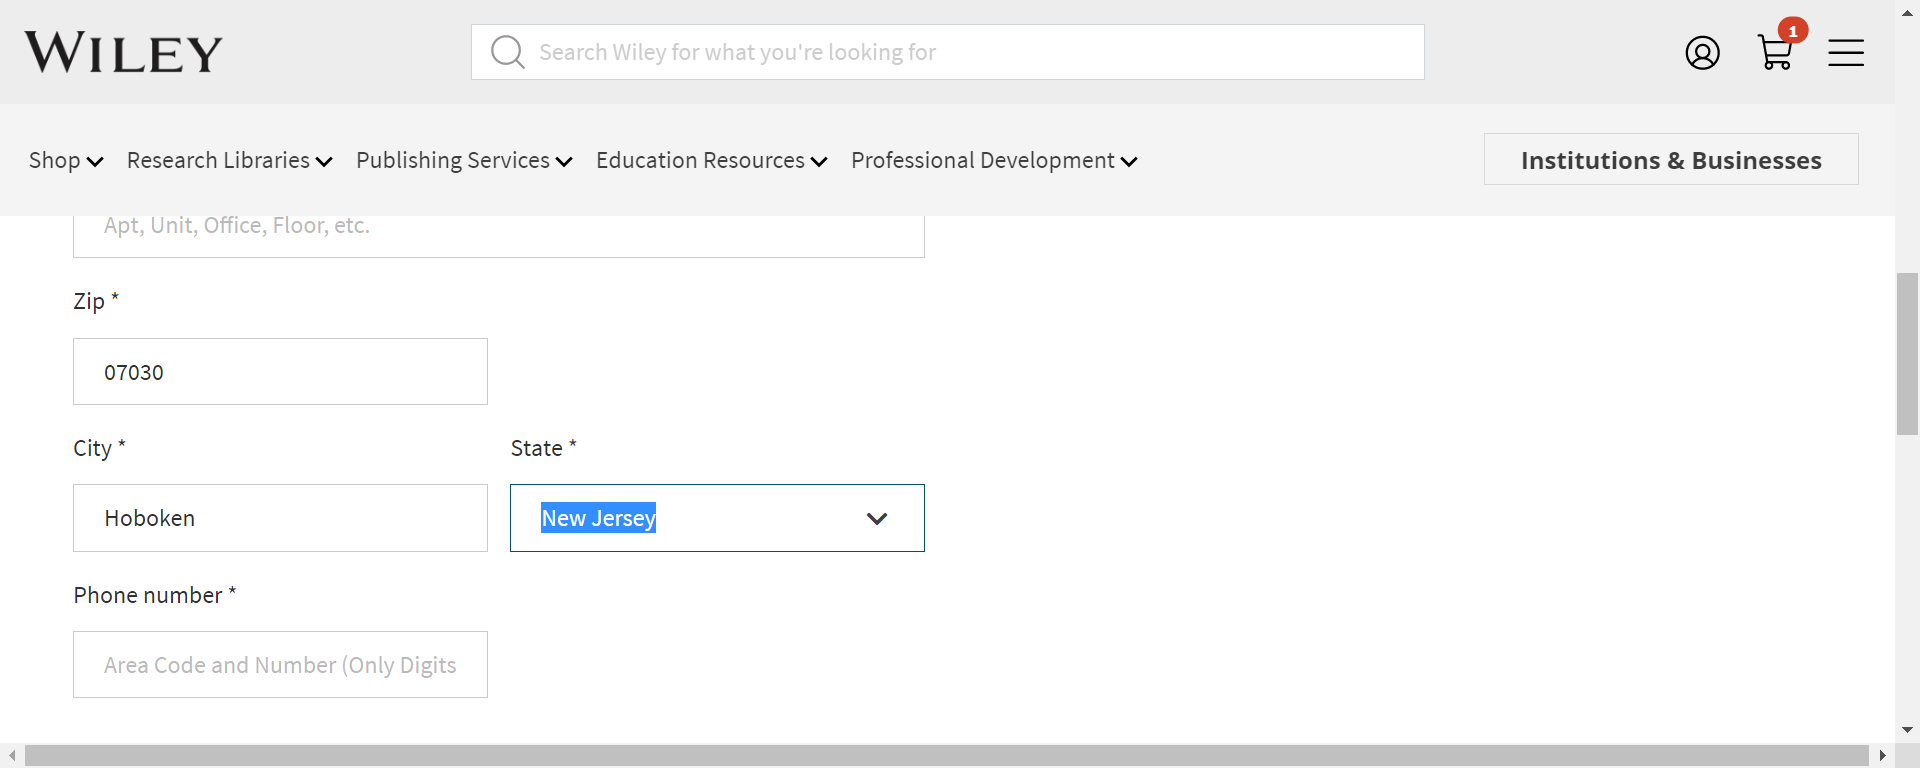 WILEY
Search Wiley for what you're looking for
1
Shop Research Libraries Publishing Services Education Resources Professional Development Institutions & Businesses
Apt, Unit, Office, Floor, etc.
Zip *
07030
City * State *
Hoboken New Jersey
Phone number *
Area Code and Number (Only Digits